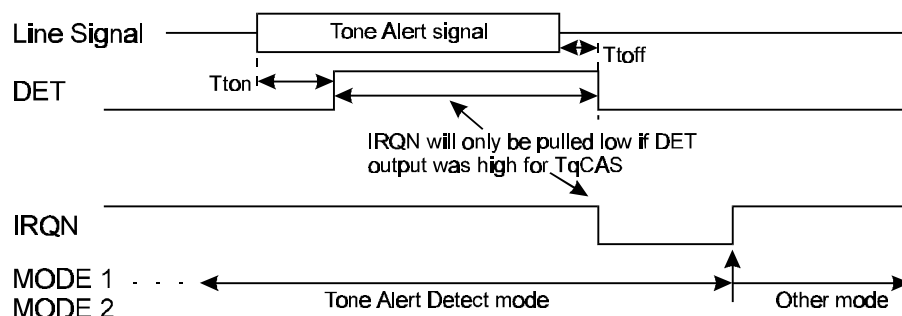 Line Signal
Tone Alert signal
Ttoff
Tton
DET
IRQN will only be pulled low if DET
output was high for TqCAS
IRQN
MODE 1 . . . .
MODE 2
Tone Alert Detect mode
Other mode